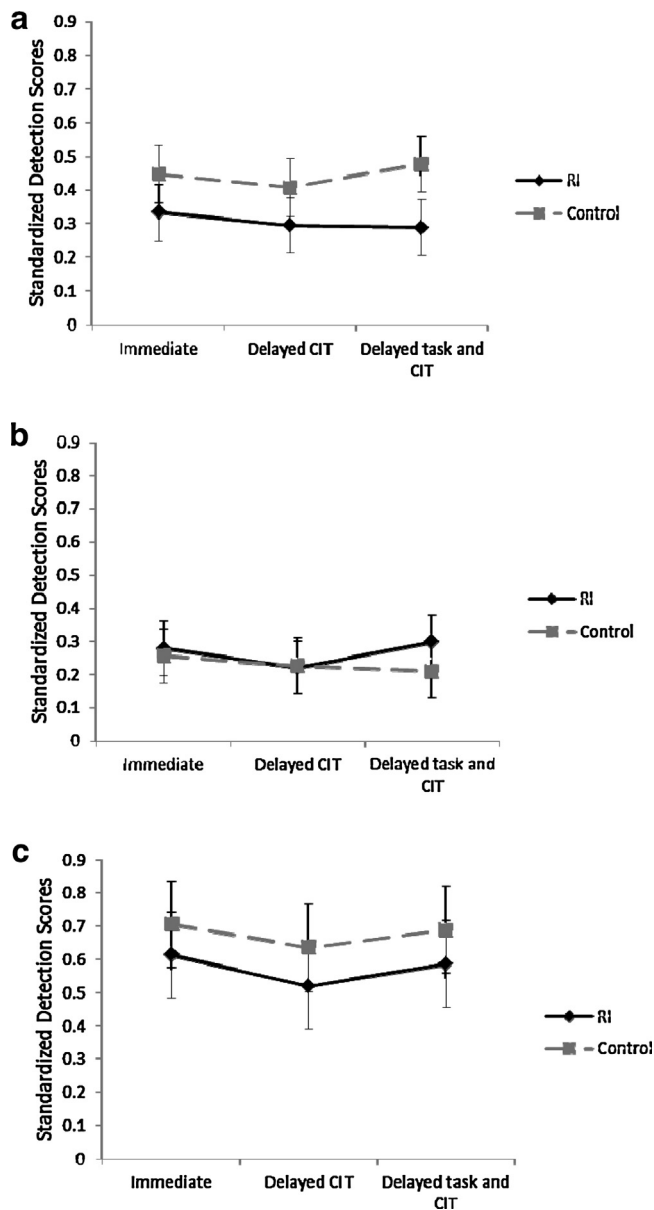 a
Standardized Detection Scores
0.9
0.8
0.7
0.6
0.5
0.4
0.3
0.2
0.1
0
Immediate
Delayed CIT
Delayed task and
CIT
RI
Control
b
Standardized Detection Scores
0.9
0.8
0.7
0.6
0.5
0.4
0.3
0.2
0.1
0
Immediate
Delayed CIT
Delayed task and
CIT
RI
Control
c
Standardized Detection Scores
0.9
0.8
0.7
0.6
0.5
0.4
0.3
0.2
0.1
0
Immediate
Delayed CIT
Delayed task and
CIT
RI
Control